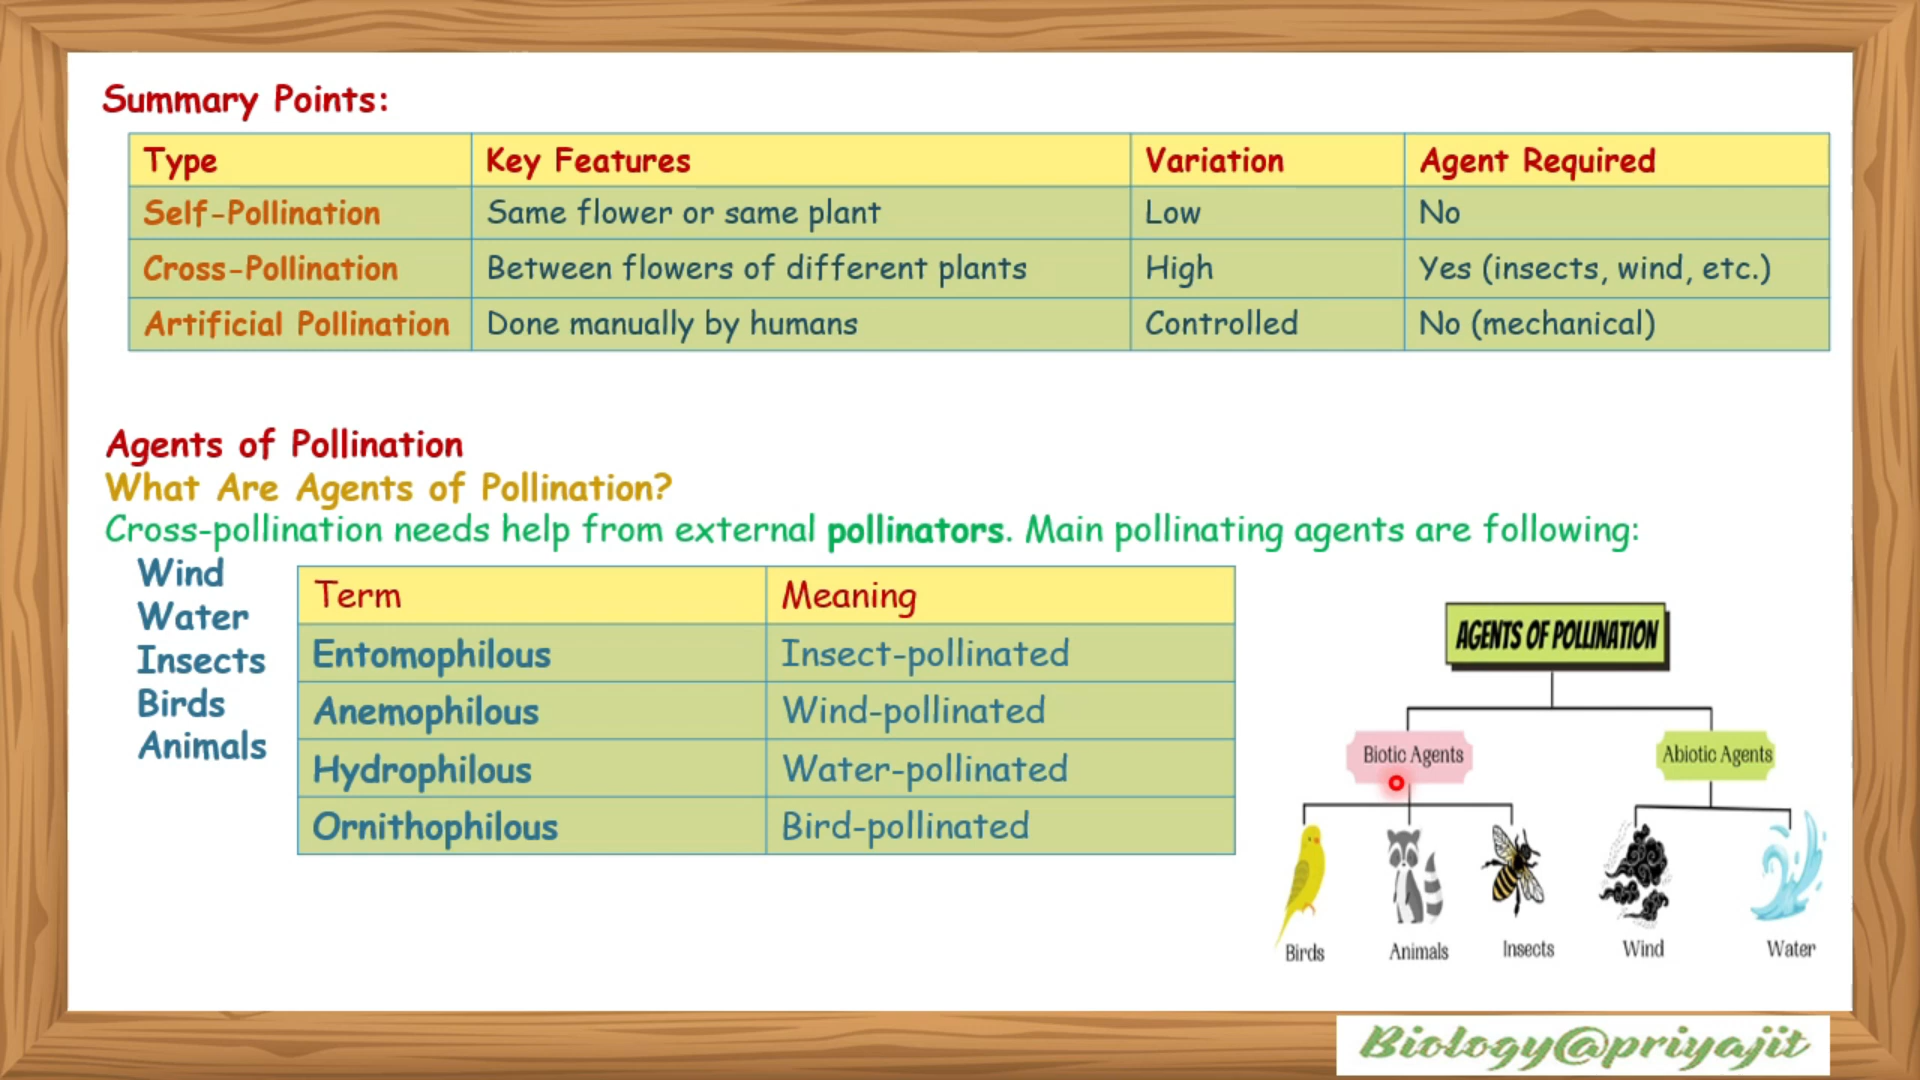 Summary Points:
Type Key Features Variation Agent Required
Self-Pollination Same flower or same plant Low No
Cross-Pollination Between flowers of different plants High Yes (insects, wind, etc.)
Artificial Pollination Done manually by humans Controlled No (mechanical)
Agents of Pollination
What Are Agents of Pollination?
Cross-pollination needs help from external pollinators. Main pollinating agents are following:
Wind
Water
Insects
Birds
Animals
Term Meaning
Entomophilous Insect-pollinated
Anemophilous Wind-pollinated
Hydrophilous Water-pollinated
Ornithophilous Bird-pollinated
AGENTS OF POLLINATION
Biotic Agents Abiotic Agents
Birds Animals Insects Wind Water
Biology@priyajit